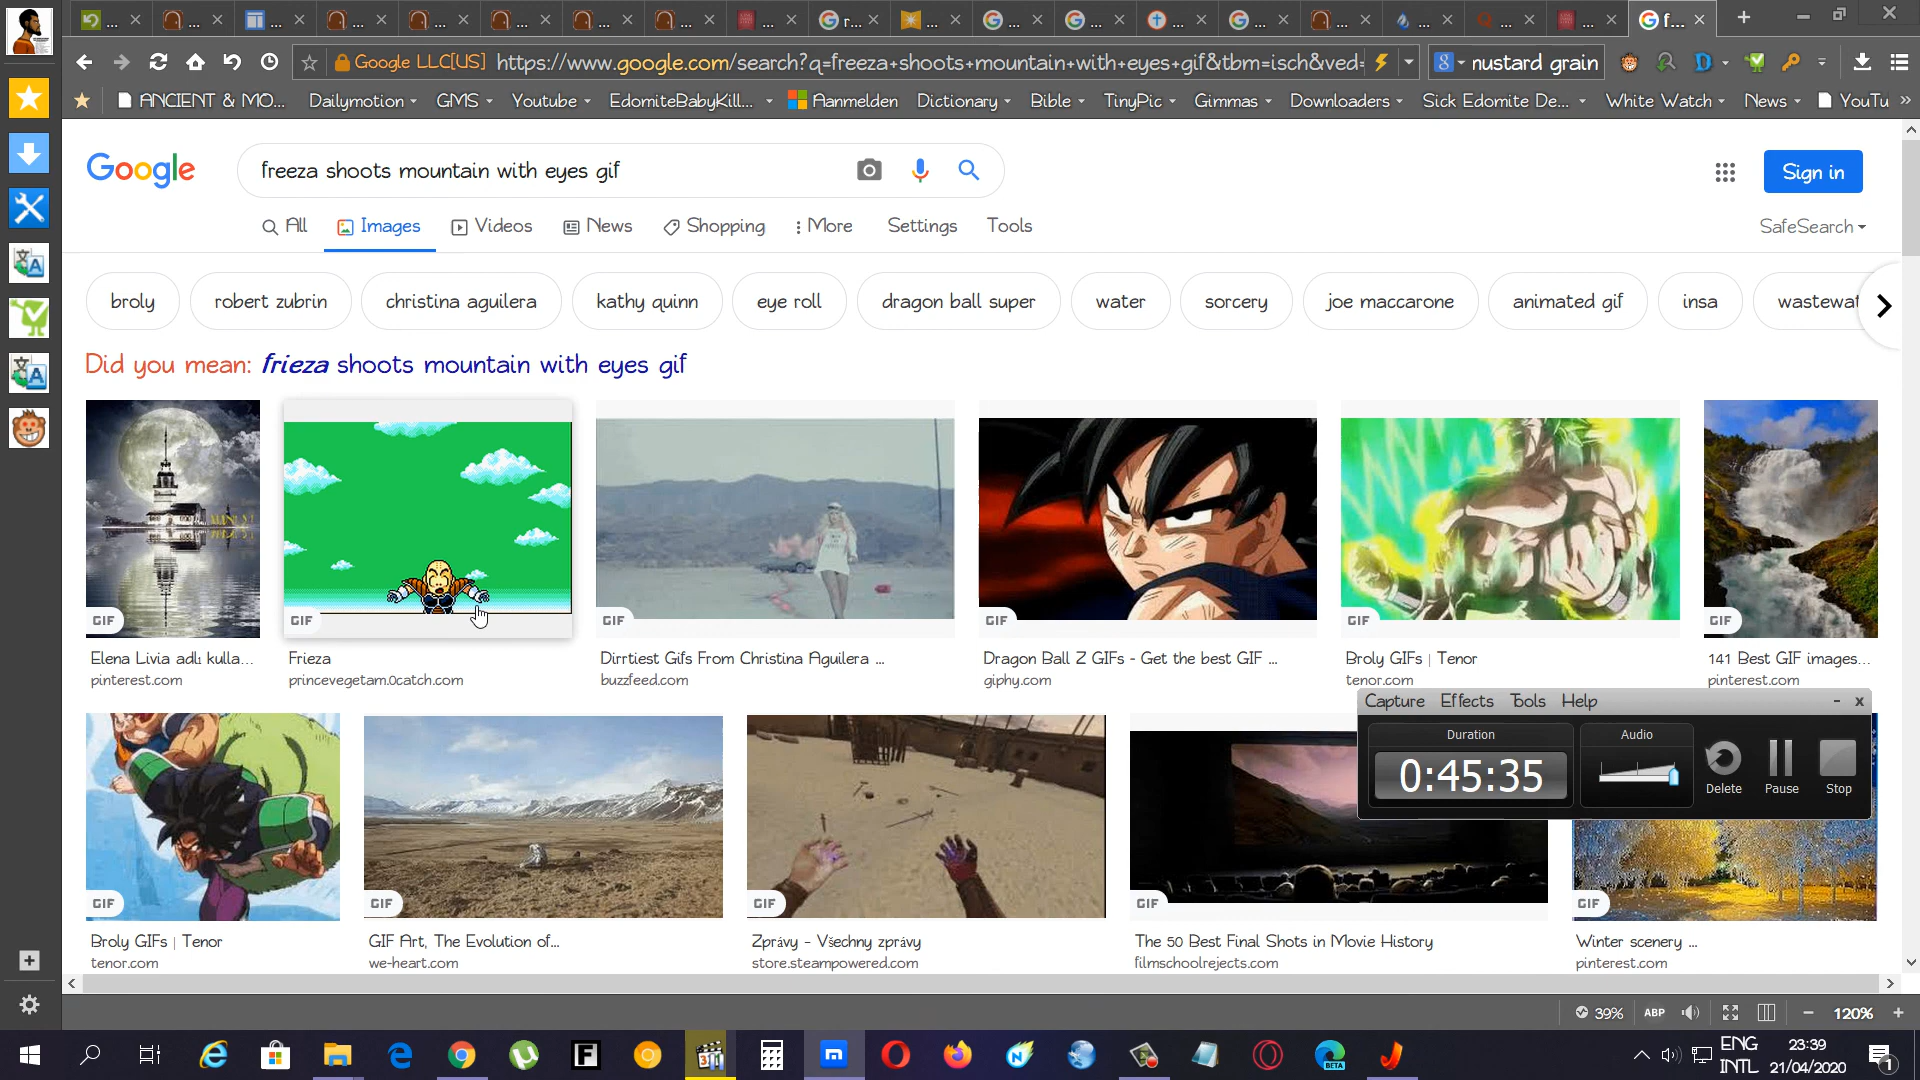 f...
Google LLC[US]
https://www.google.com/search?q=freeza+shoots+mountain+with+eyes+gif&tbm=isch&ved=
nustard grain
ANCIENT & MO...
Dailymotion
GMS
Youtube
EdomiteBabyKill...
Aanmelden
Dictionary
Bible
TinyPic
Gimmas
Downloaders
Sick Edomite De...
White Watch
News
YouTu
Google
freeza shoots mountain with eyes gif
Sign in
All
Images
Videos
News
Shopping
More
Settings
Tools
SafeSearch
broly
robert zubrin
christina aguilera
kathy quinn
eye roll
dragon ball super
water
sorcery
joe maccarone
animated gif
insa
wastewat
Did you mean: frieza shoots mountain with eyes gif
GIF
GIF
GIF
GIF
GIF
GIF
Elena Livia adlı kulla...
pinterest.com
Frieza
princevegetam.0catch.com
Dirrtiest Gifs From Christina Aguilera ...
buzzfeed.com
Dragon Ball Z GIFs - Get the best GIF ...
giphy.com
Broly GIFs | Tenor
tenor.com
141 Best GIF images...
pinterest.com
Capture
Effects
Tools
Help
Duration
0:45:35
Audio
Delete
Pause
Stop
GIF
GIF
GIF
GIF
GIF
Broly GIFs | Tenor
tenor.com
GIF Art, The Evolution of...
we-heart.com
Zprávy - Všechny zprávy
store.steampowered.com
The 50 Best Final Shots in Movie History
filmschoolrejects.com
Winter scenery ...
pinterest.com
39%
ABP
120%
ENG
INTL
23:39
21/04/2020
1